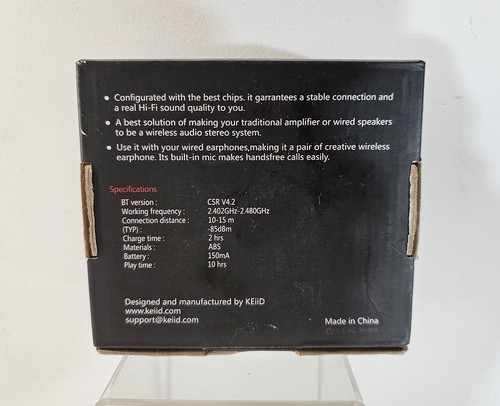 • Configurated with the best chips. it garrantees a stable connection and
a real Hi-Fi sound quality to you.
• A best solution of making your traditional amplifier or wired speakers
to be a wireless audio stereo system.
• Use it with your wired earphones,making it a pair of creative wireless
earphone. Its built-in mic makes handsfree calls easily.
Specifications
BT version : CSR V4.2
Working frequency : 2.402GHz-2.480GHz
Connection distance : 10-15 m
(TYP) : -85dBm
Charge time : 2 hrs
Materials : ABS
Battery : 150mA
Play time : 10 hrs
Designed and manufactured by KEiiD
www.keiid.com
support@keiid.com
Made in China